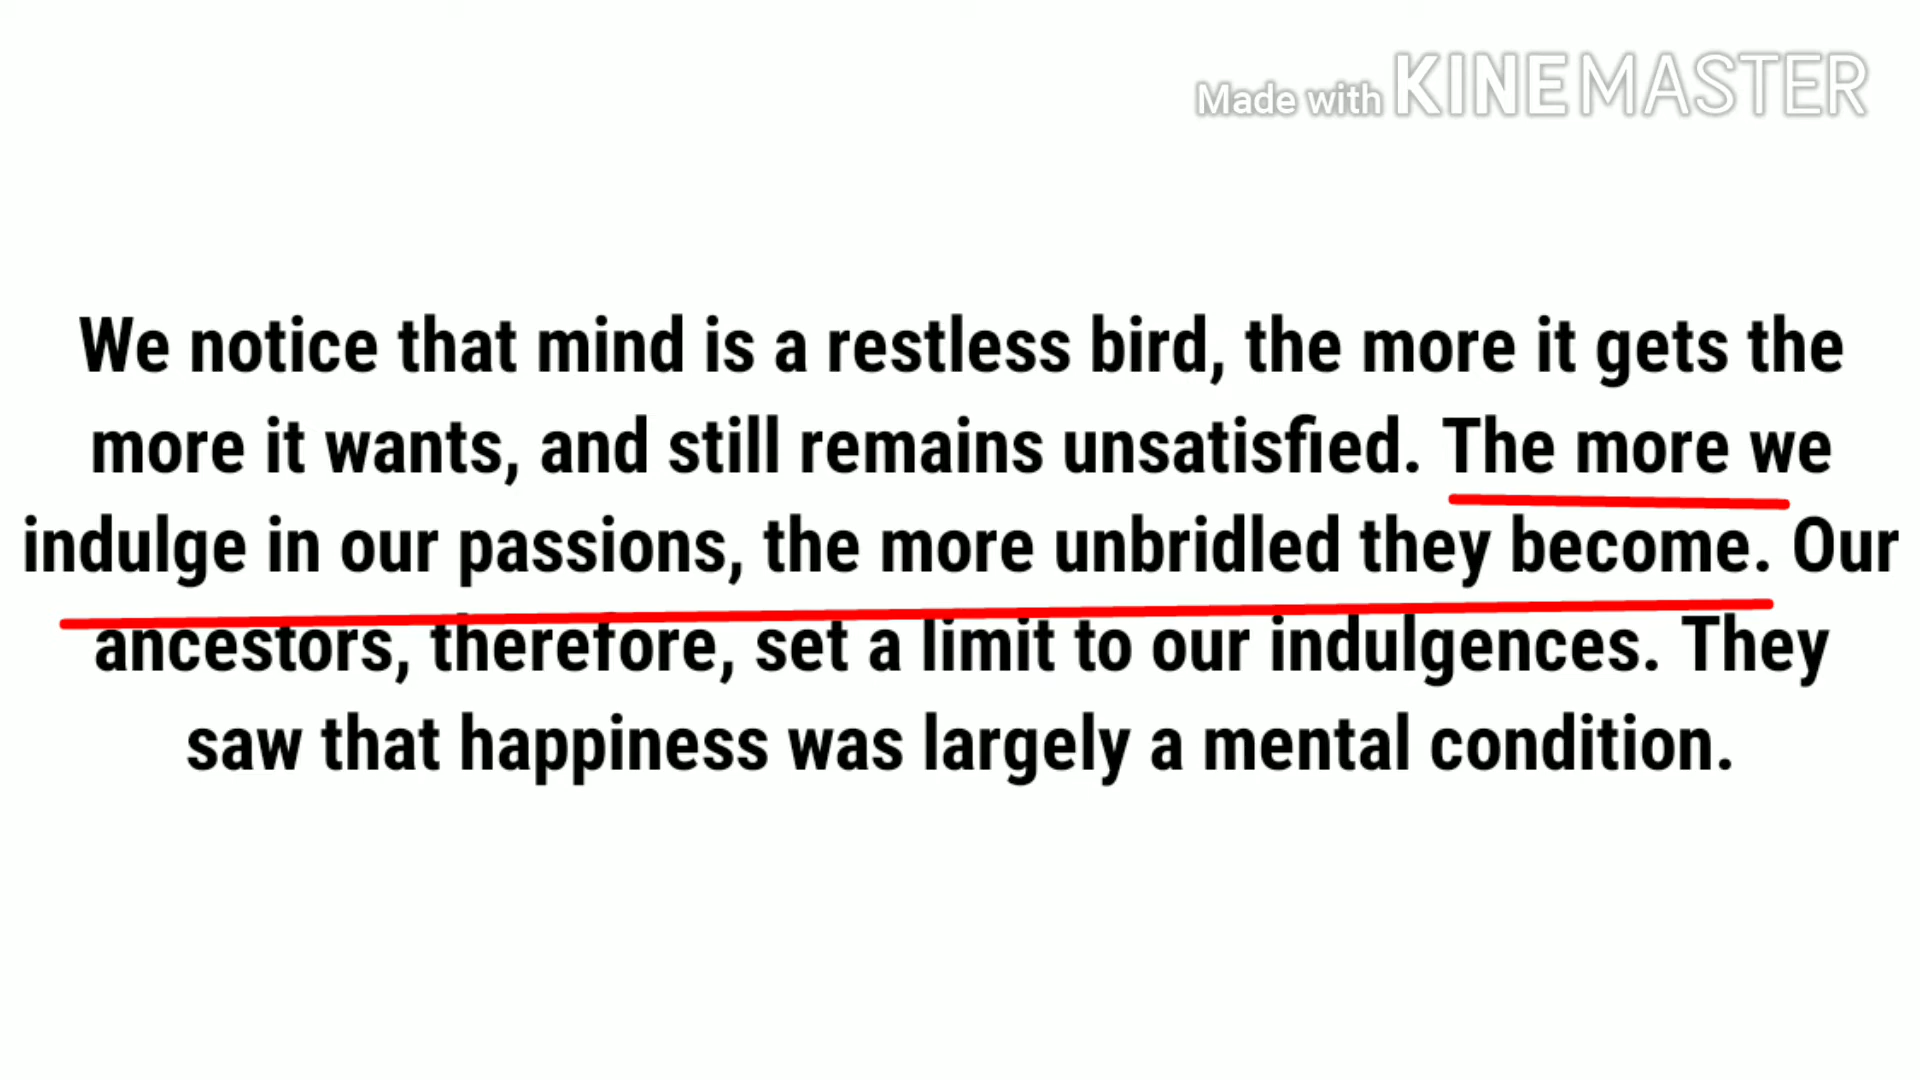 Made with KINEMASTER
We notice that mind is a restless bird, the more it gets the
more it wants, and still remains unsatisfied. The more we
indulge in our passions, the more unbridled they become. Our
ancestors, therefore, set a limit to our indulgences. They
saw that happiness was largely a mental condition.